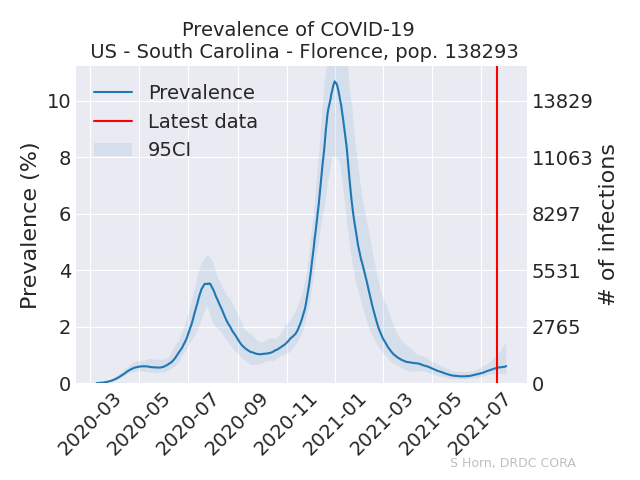 Prevalence of COVID-19
US - South Carolina - Florence, pop. 138293
Prevalence
Latest data
95CI
Prevalence (%)
10
8
6
4
2
0
13829
11063
8297
5531
2765
0
# of infections
2020-03
2020-05
2020-07
2020-09
2020-11
2021-01
2021-03
2021-05
2021-07
S Horn, DRDC CORA